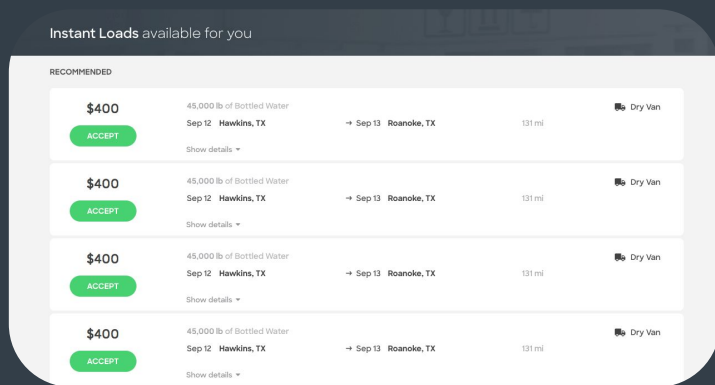 Instant Loads available for you
RECOMMENDED
$400
45,000 lb of Bottled Water
Dry Van
Sep 12 Hawkins, TX → Sep 13 Roanoke, TX 131 mi
ACCEPT
Show details
$400
45,000 lb of Bottled Water
Dry Van
Sep 12 Hawkins, TX → Sep 13 Roanoke, TX 131 mi
ACCEPT
Show details
$400
45,000 lb of Bottled Water
Dry Van
Sep 12 Hawkins, TX → Sep 13 Roanoke, TX 131 mi
ACCEPT
Show details
$400
45,000 lb of Bottled Water
Dry Van
Sep 12 Hawkins, TX → Sep 13 Roanoke, TX 131 mi
ACCEPT
Show details